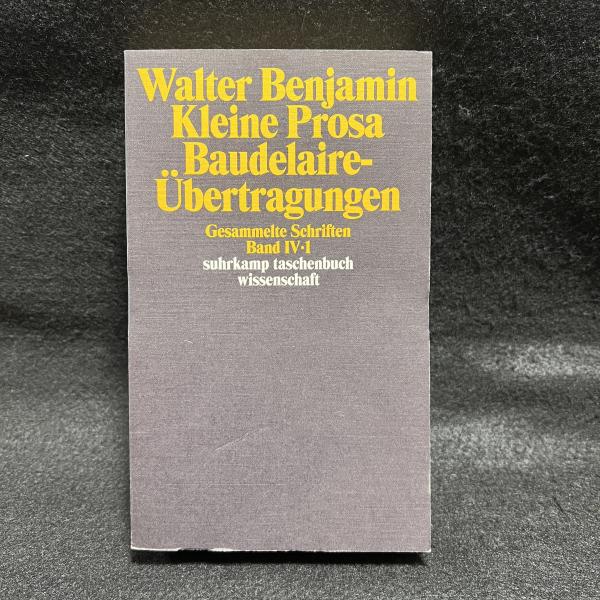 Walter Benjamin
Kleine Prosa
Baudelaire-
Übertragungen
Gesammelte Schriften
Band IV·1
suhrkamp taschenbuch
wissenschaft